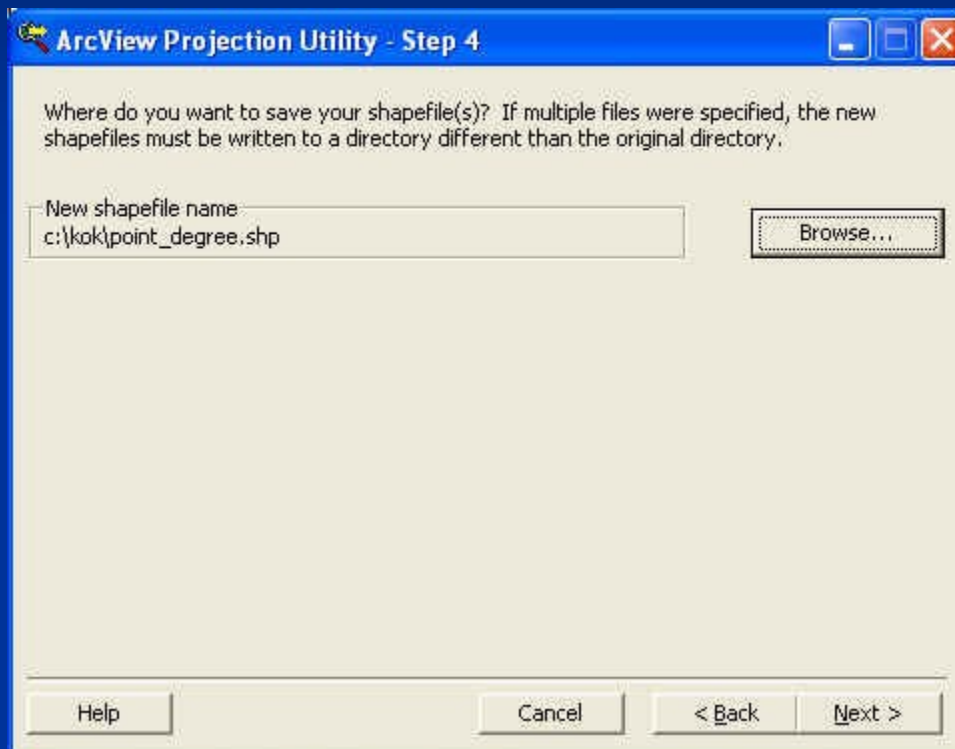 ArcView Projection Utility - Step 4
Where do you want to save your shapefile(s)? If multiple files were specified, the new
shapefiles must be written to a directory different than the original directory.
New shapefile name
c:\kok\point_degree.shp
Browse...
Help
Cancel
< Back
Next >